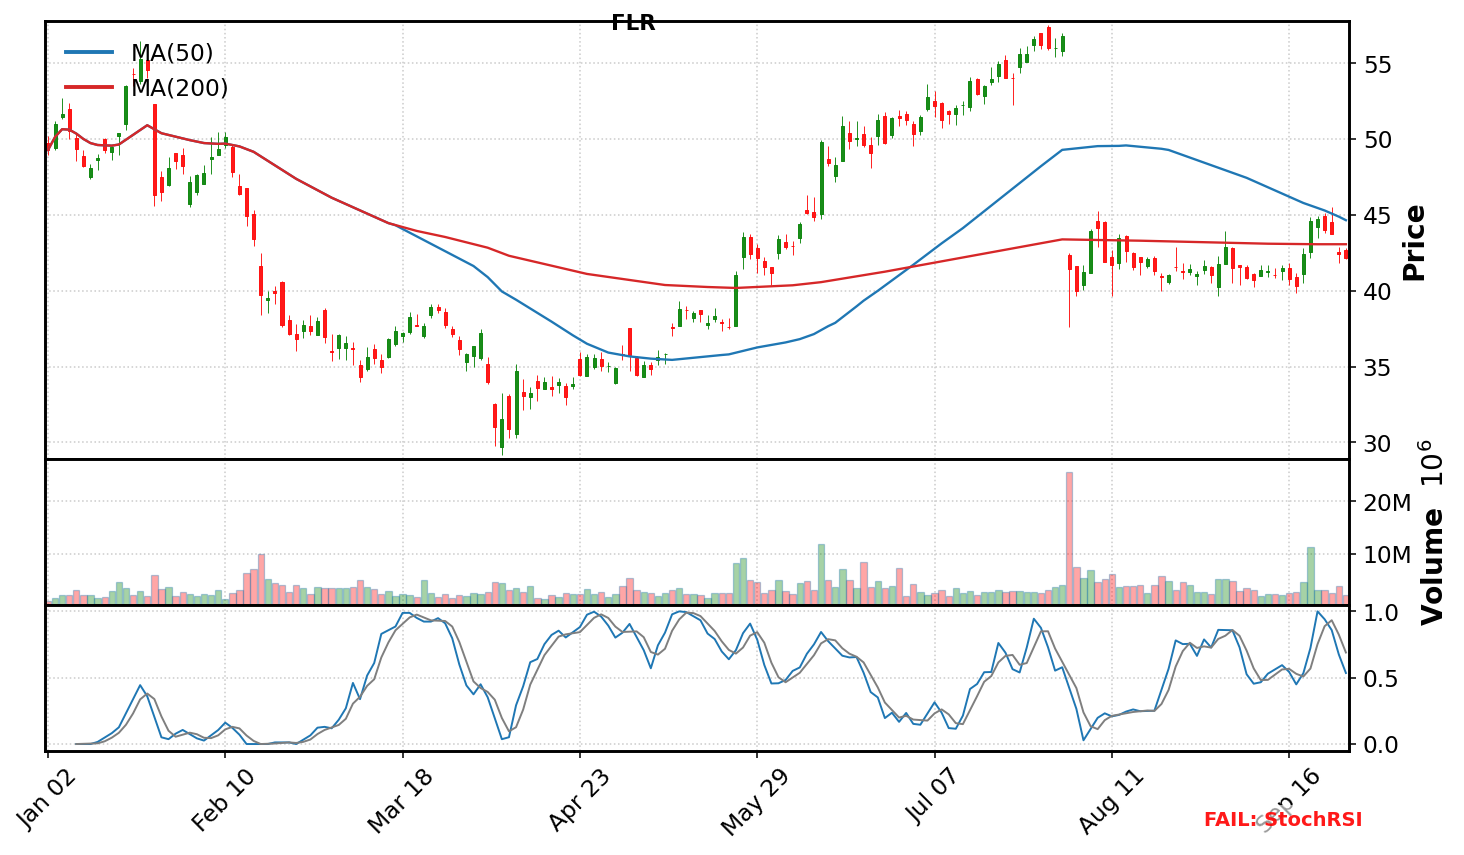 FLR
MA(50)
MA(200)
55
50
45
40
35
30
Price
20M
10M
Volume 10^6
1.0
0.5
0.0
Jan 02
Feb 10
Mar 18
Apr 23
May 29
Jul 07
Aug 11
Sep 16
FAIL: StochRSI